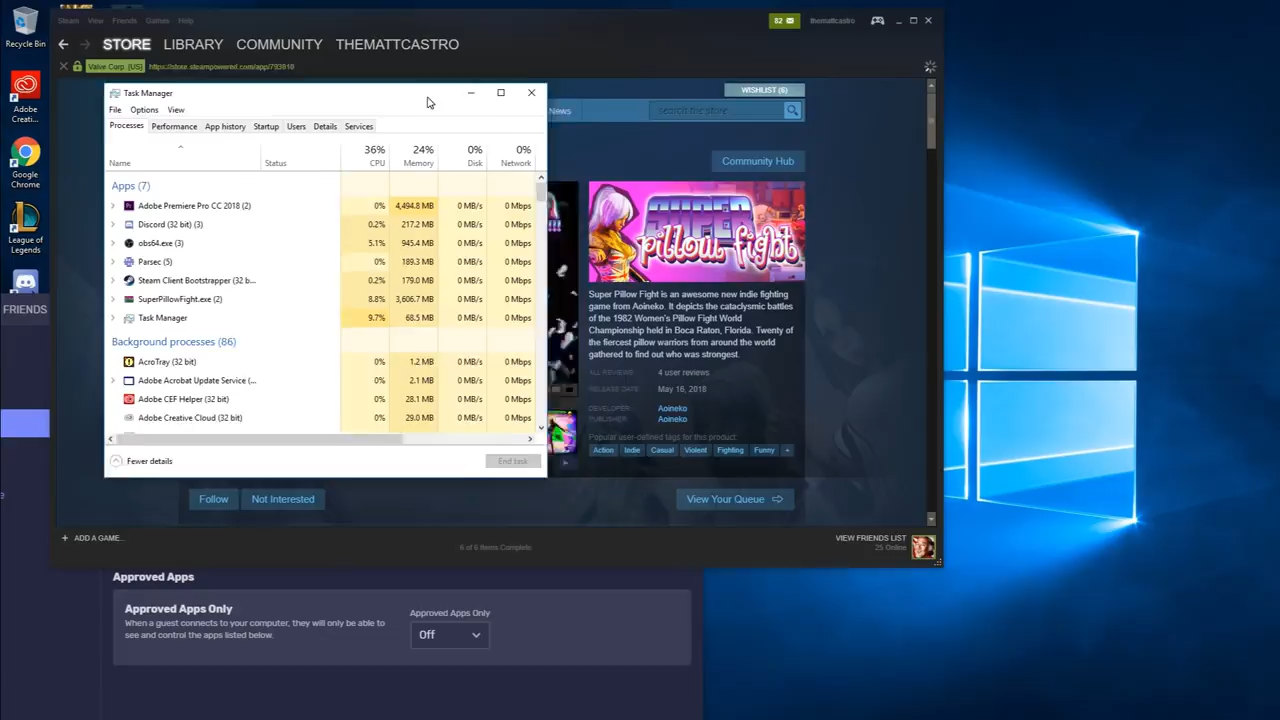 Recycle Bin
Adobe
Creati...
Google
Chrome
League of
Legends
FRIENDS
Steam View Friends Games Help
82
themattcastro
STORE LIBRARY COMMUNITY THEMATTCASTRO
Valve Corp. [US] https://store.steampowered.com/app/793010
Task Manager
File Options View
Processes Performance App history Startup Users Details Services
36% 24% 0% 0%
Name Status CPU Memory Disk Network
Apps (7)
Adobe Premiere Pro CC 2018 (2) 0% 4,494.8 MB 0 MB/s 0 Mbps
Discord (32 bit) (3) 0.2% 217.2 MB 0 MB/s 0 Mbps
obs64.exe (3) 5.1% 945.4 MB 0 MB/s 0 Mbps
Parsec (5) 0% 189.3 MB 0 MB/s 0 Mbps
Steam Client Bootstrapper (32 b... 0.2% 179.0 MB 0 MB/s 0 Mbps
SuperPillowFight.exe (2) 8.8% 3,606.7 MB 0 MB/s 0 Mbps
Task Manager 9.7% 68.5 MB 0 MB/s 0 Mbps
Background processes (86)
AcroTray (32 bit) 0% 1.2 MB 0 MB/s 0 Mbps
Adobe Acrobat Update Service (... 0% 2.1 MB 0 MB/s 0 Mbps
Adobe CEF Helper (32 bit) 0% 28.1 MB 0 MB/s 0 Mbps
Adobe Creative Cloud (32 bit) 0% 29.0 MB 0 MB/s 0 Mbps
Fewer details
End task
WISHLIST (6)
News
search the store
Community Hub
SUPER
pillow fight
Super Pillow Fight is an awesome new indie fighting
game from Aoineko. It depicts the cataclysmic battles
of the 1982 Women's Pillow Fight World
Championship held in Boca Raton, Florida. Twenty of
the fiercest pillow warriors from around the world
gathered to find out who was strongest.
ALL REVIEWS: 4 user reviews
RELEASE DATE: May 16, 2018
DEVELOPER: Aoineko
PUBLISHER: Aoineko
Popular user-defined tags for this product:
Action Indie Casual Violent Fighting Funny +
Follow Not Interested
View Your Queue
+ ADD A GAME...
6 of 6 Items Complete
VIEW FRIENDS LIST
25 Online
Approved Apps
Approved Apps Only
When a guest connects to your computer, they will only be able to
see and control the apps listed below.
Approved Apps Only
Off